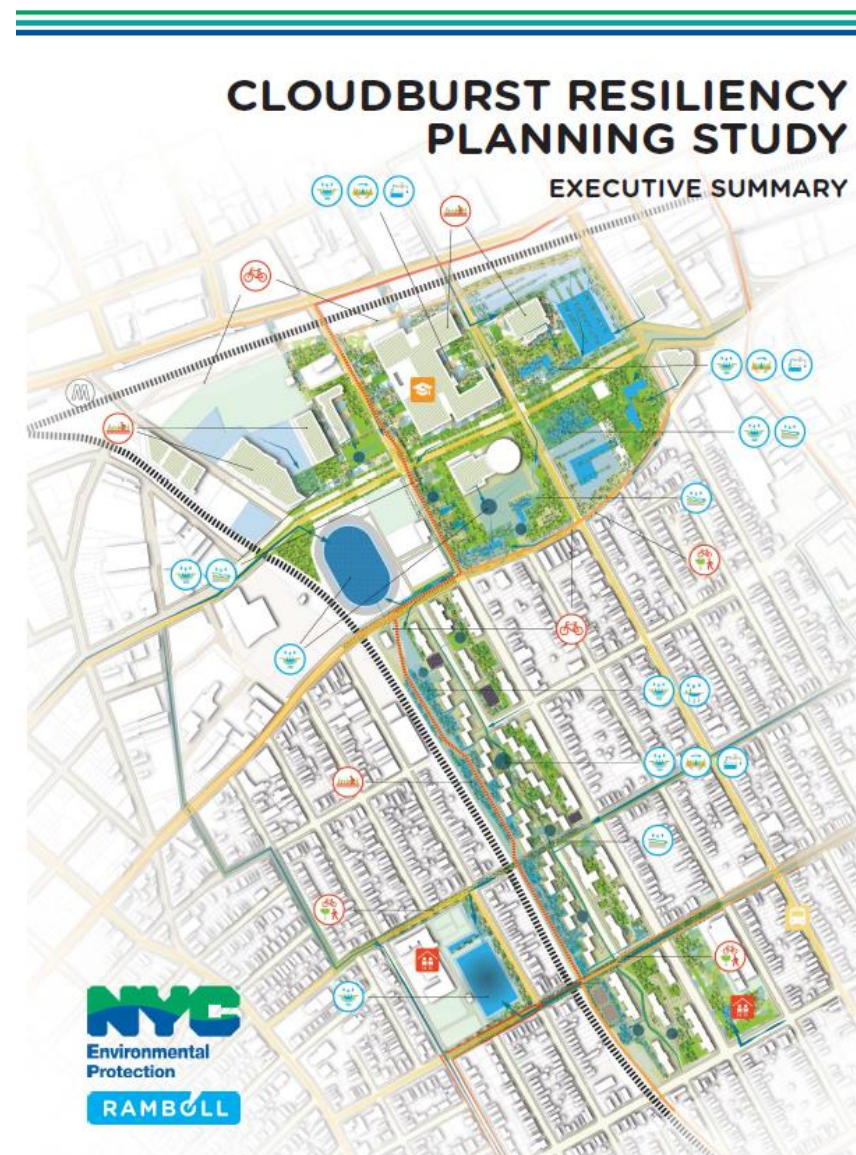 CLOUDBURST RESILIENCY
PLANNING STUDY
EXECUTIVE SUMMARY
M
NYC
Environmental
Protection
RAMBOLL